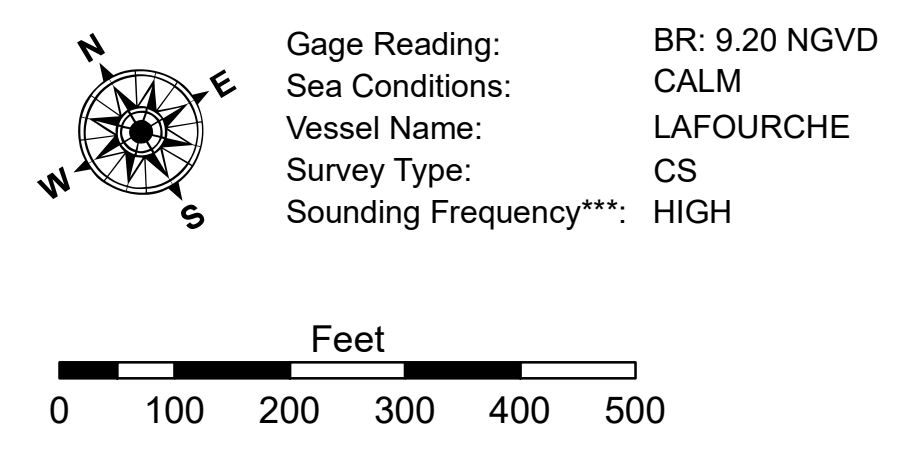 N
E
W
S
Gage Reading: BR: 9.20 NGVD
Sea Conditions: CALM
Vessel Name: LAFOURCHE
Survey Type: CS
Sounding Frequency***: HIGH
Feet
0 100 200 300 400 500